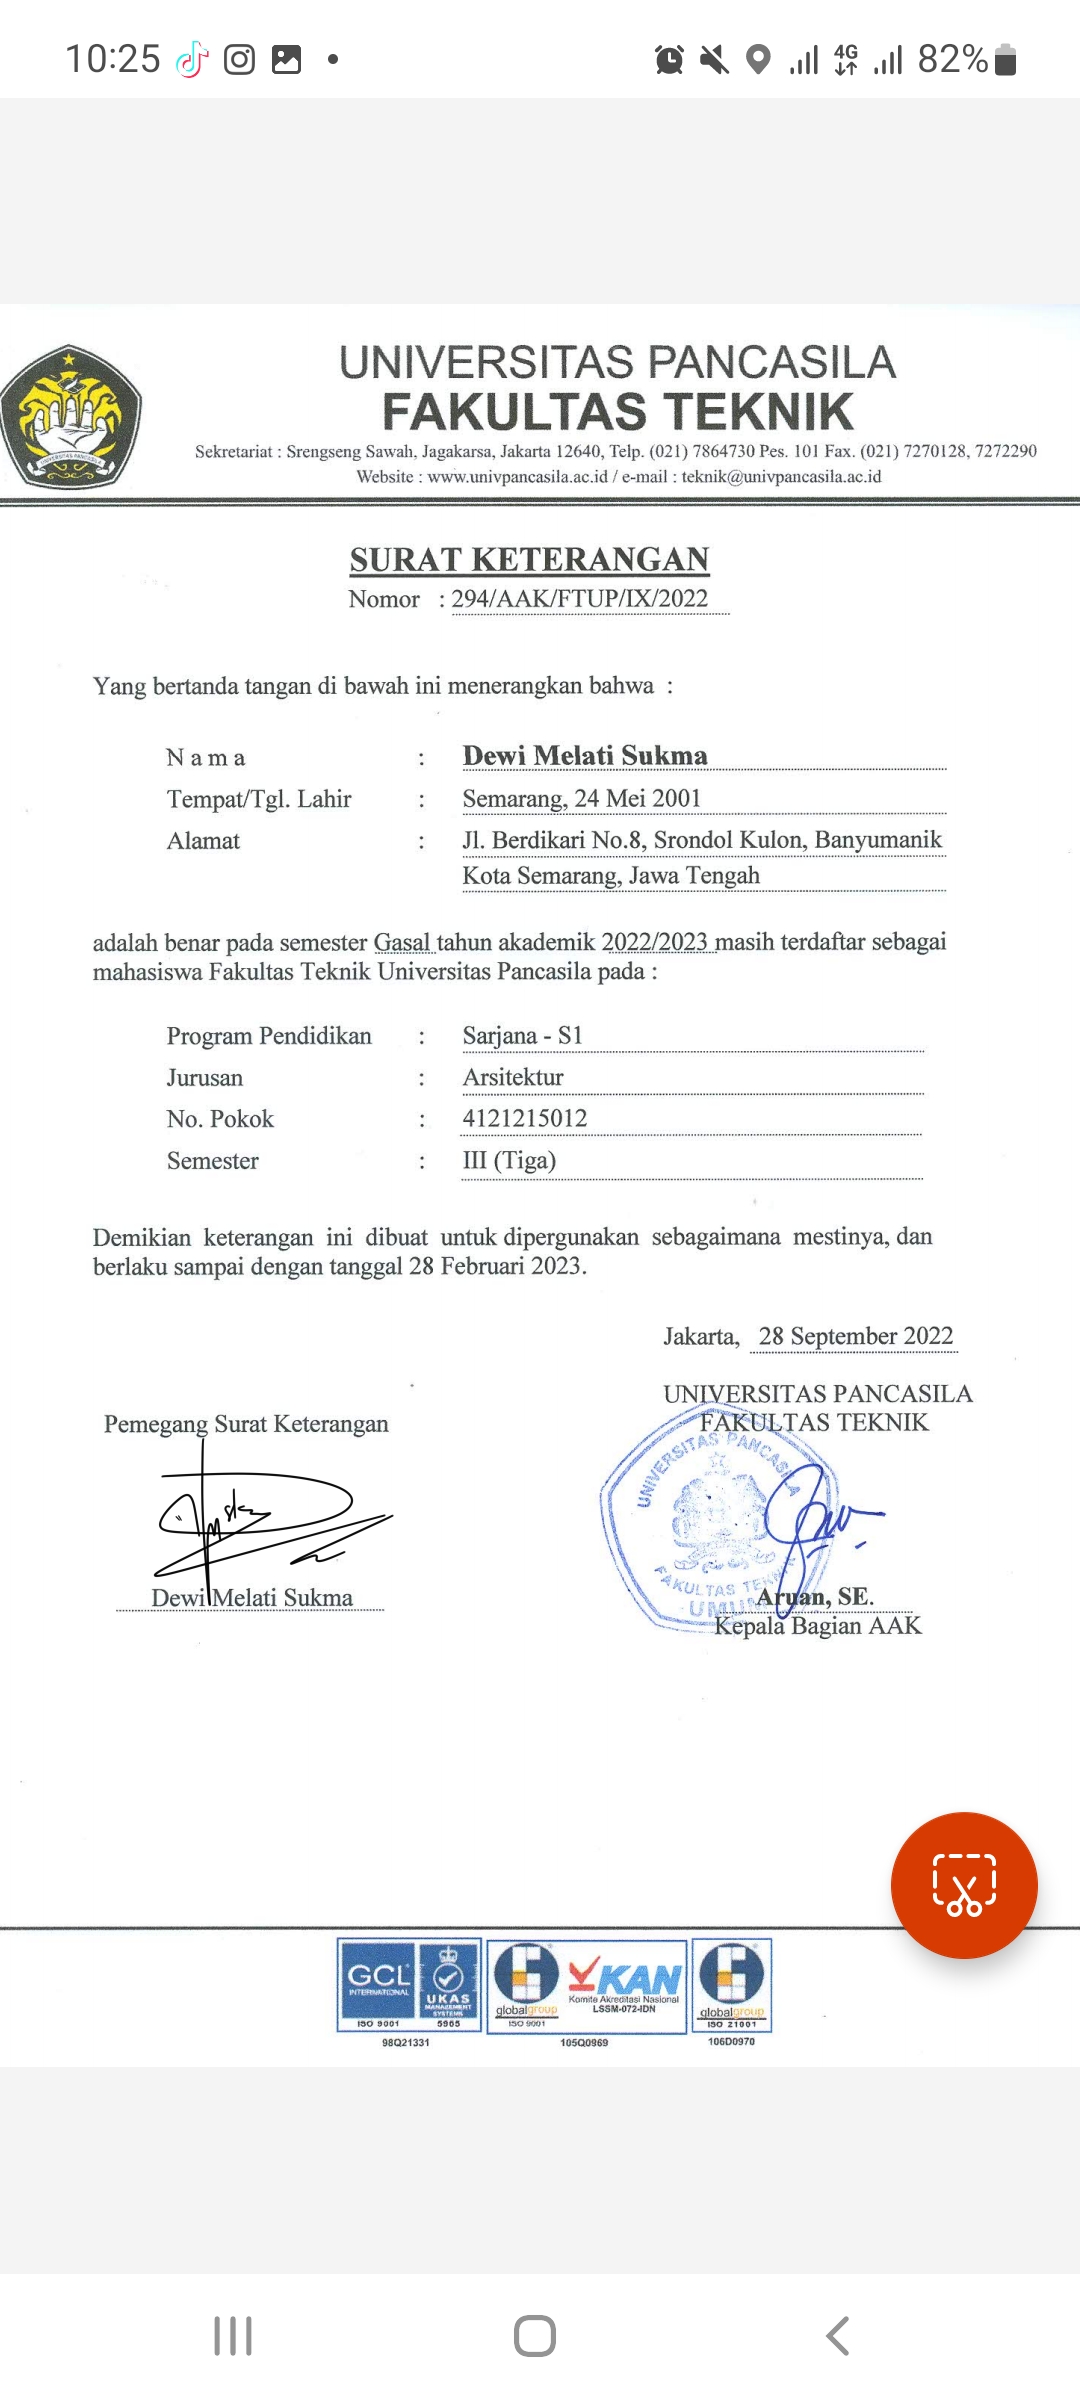 10:25
4G
82%
UNIVERSITAS PANCASILA
FAKULTAS TEKNIK
Sekretariat : Srengseng Sawah, Jagakarsa, Jakarta 12640, Telp. (021) 7864730 Pes. 101 Fax. (021) 7270128, 7272290
Website : www.univpancasila.ac.id / e-mail : teknik@univpancasila.ac.id
SURAT KETERANGAN
Nomor : 294/AAK/FTUP/IX/2022
Yang bertanda tangan di bawah ini menerangkan bahwa :
N a m a : Dewi Melati Sukma
Tempat/Tgl. Lahir : Semarang, 24 Mei 2001
Alamat : Jl. Berdikari No.8, Srondol Kulon, Banyumanik
Kota Semarang, Jawa Tengah
adalah benar pada semester Gasal tahun akademik 2022/2023 masih terdaftar sebagai
mahasiswa Fakultas Teknik Universitas Pancasila pada :
Program Pendidikan : Sarjana - S1
Jurusan : Arsitektur
No. Pokok : 4121215012
Semester : III (Tiga)
Demikian keterangan ini dibuat untuk dipergunakan sebagaimana mestinya, dan
berlaku sampai dengan tanggal 28 Februari 2023.
Jakarta, 28 September 2022
UNIVERSITAS PANCASILA
FAKULTAS TEKNIK
Pemegang Surat Keterangan
UNIVERSITAS PANCASILA
FAKULTAS TEKNIK
UMUM
Dewi Melati Sukma
Aruan, SE.
Kepala Bagian AAK
GCL
INTERNATIONAL
ISO 9001
UKAS
MANAGEMENT
SYSTEMS
5965
98Q21331
globalgroup
ISO 9001
KAN
Komite Akreditasi Nasional
LSSM-072-IDN
105Q0969
globalgroup
ISO 21001
106D0970